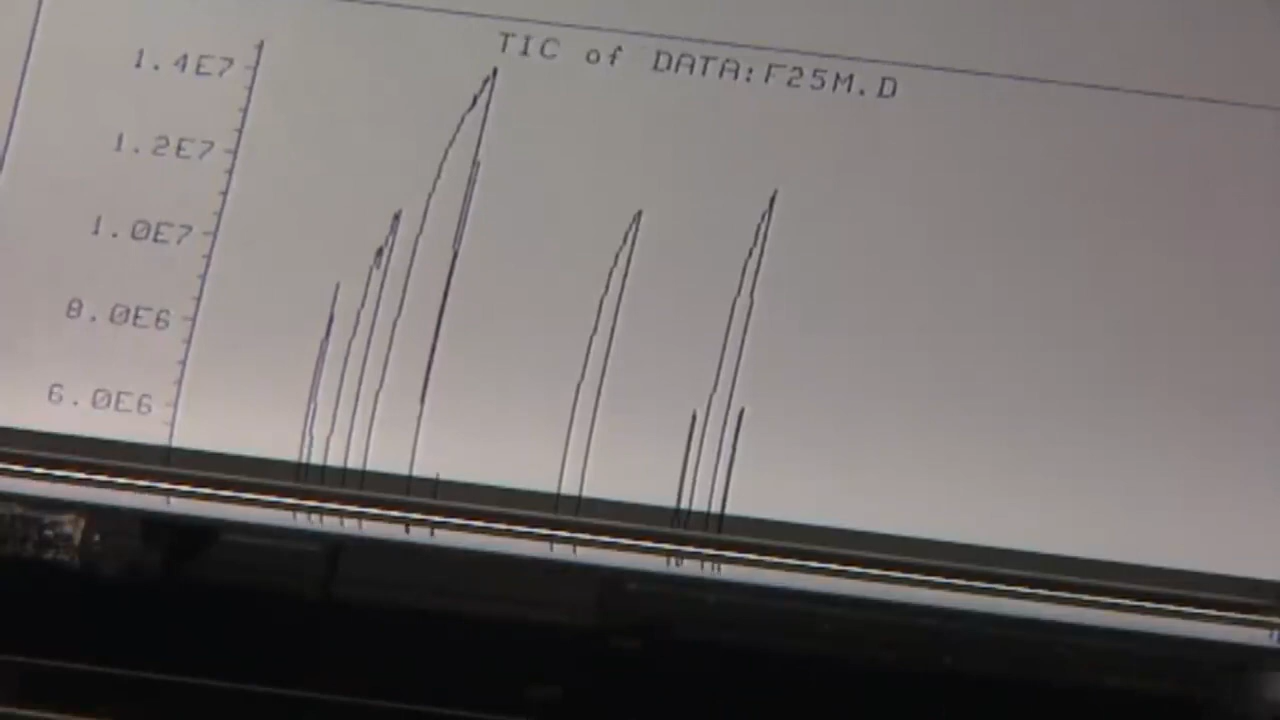 TIC of DATA:F25M.D
1.4E7
1.2E7
1.0E7
8.0E6
6.0E6